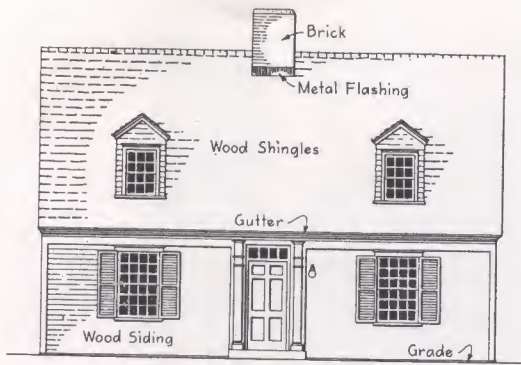 Brick
Metal Flashing
Wood Shingles
Gutter
Wood Siding
Grade